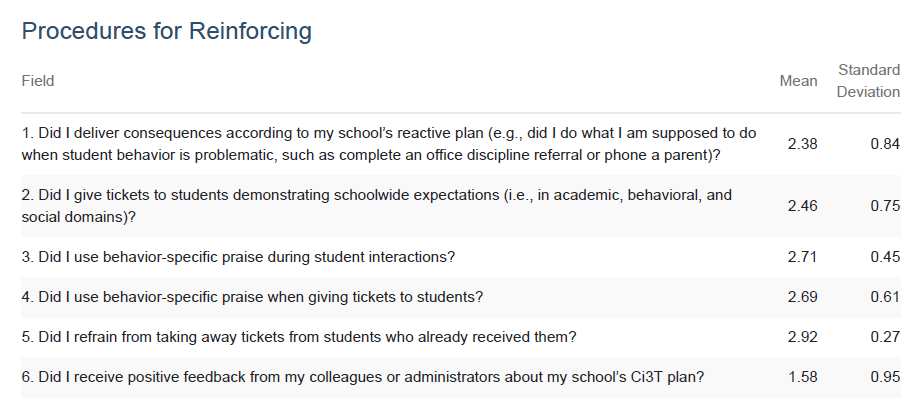 Procedures for Reinforcing
Field Mean Standard Deviation
1. Did I deliver consequences according to my school’s reactive plan (e.g., did I do what I am supposed to do
when student behavior is problematic, such as complete an office discipline referral or phone a parent)? 2.38 0.84
2. Did I give tickets to students demonstrating schoolwide expectations (i.e., in academic, behavioral, and
social domains)? 2.46 0.75
3. Did I use behavior-specific praise during student interactions? 2.71 0.45
4. Did I use behavior-specific praise when giving tickets to students? 2.69 0.61
5. Did I refrain from taking away tickets from students who already received them? 2.92 0.27
6. Did I receive positive feedback from my colleagues or administrators about my school’s Ci3T plan? 1.58 0.95